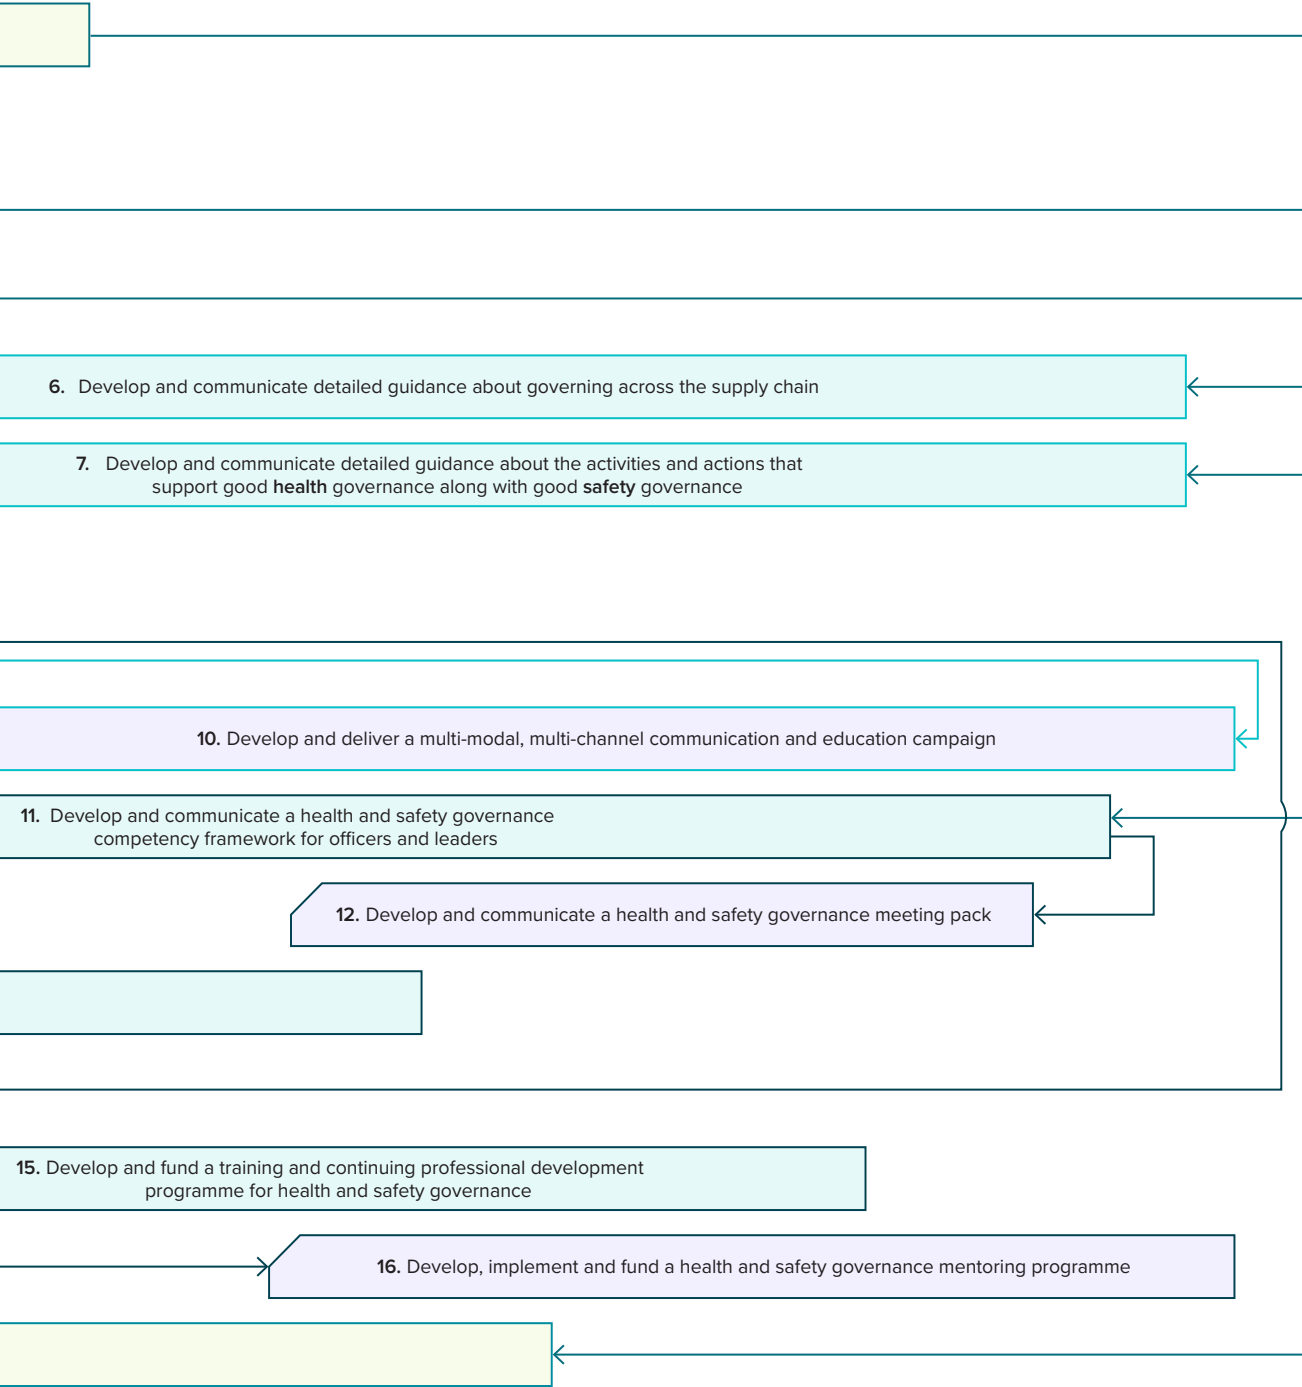 6. Develop and communicate detailed guidance about governing across the supply chain
7. Develop and communicate detailed guidance about the activities and actions that
support good health governance along with good safety governance
10. Develop and deliver a multi-modal, multi-channel communication and education campaign
11. Develop and communicate a health and safety governance
competency framework for officers and leaders
12. Develop and communicate a health and safety governance meeting pack
15. Develop and fund a training and continuing professional development
programme for health and safety governance
16. Develop, implement and fund a health and safety governance mentoring programme